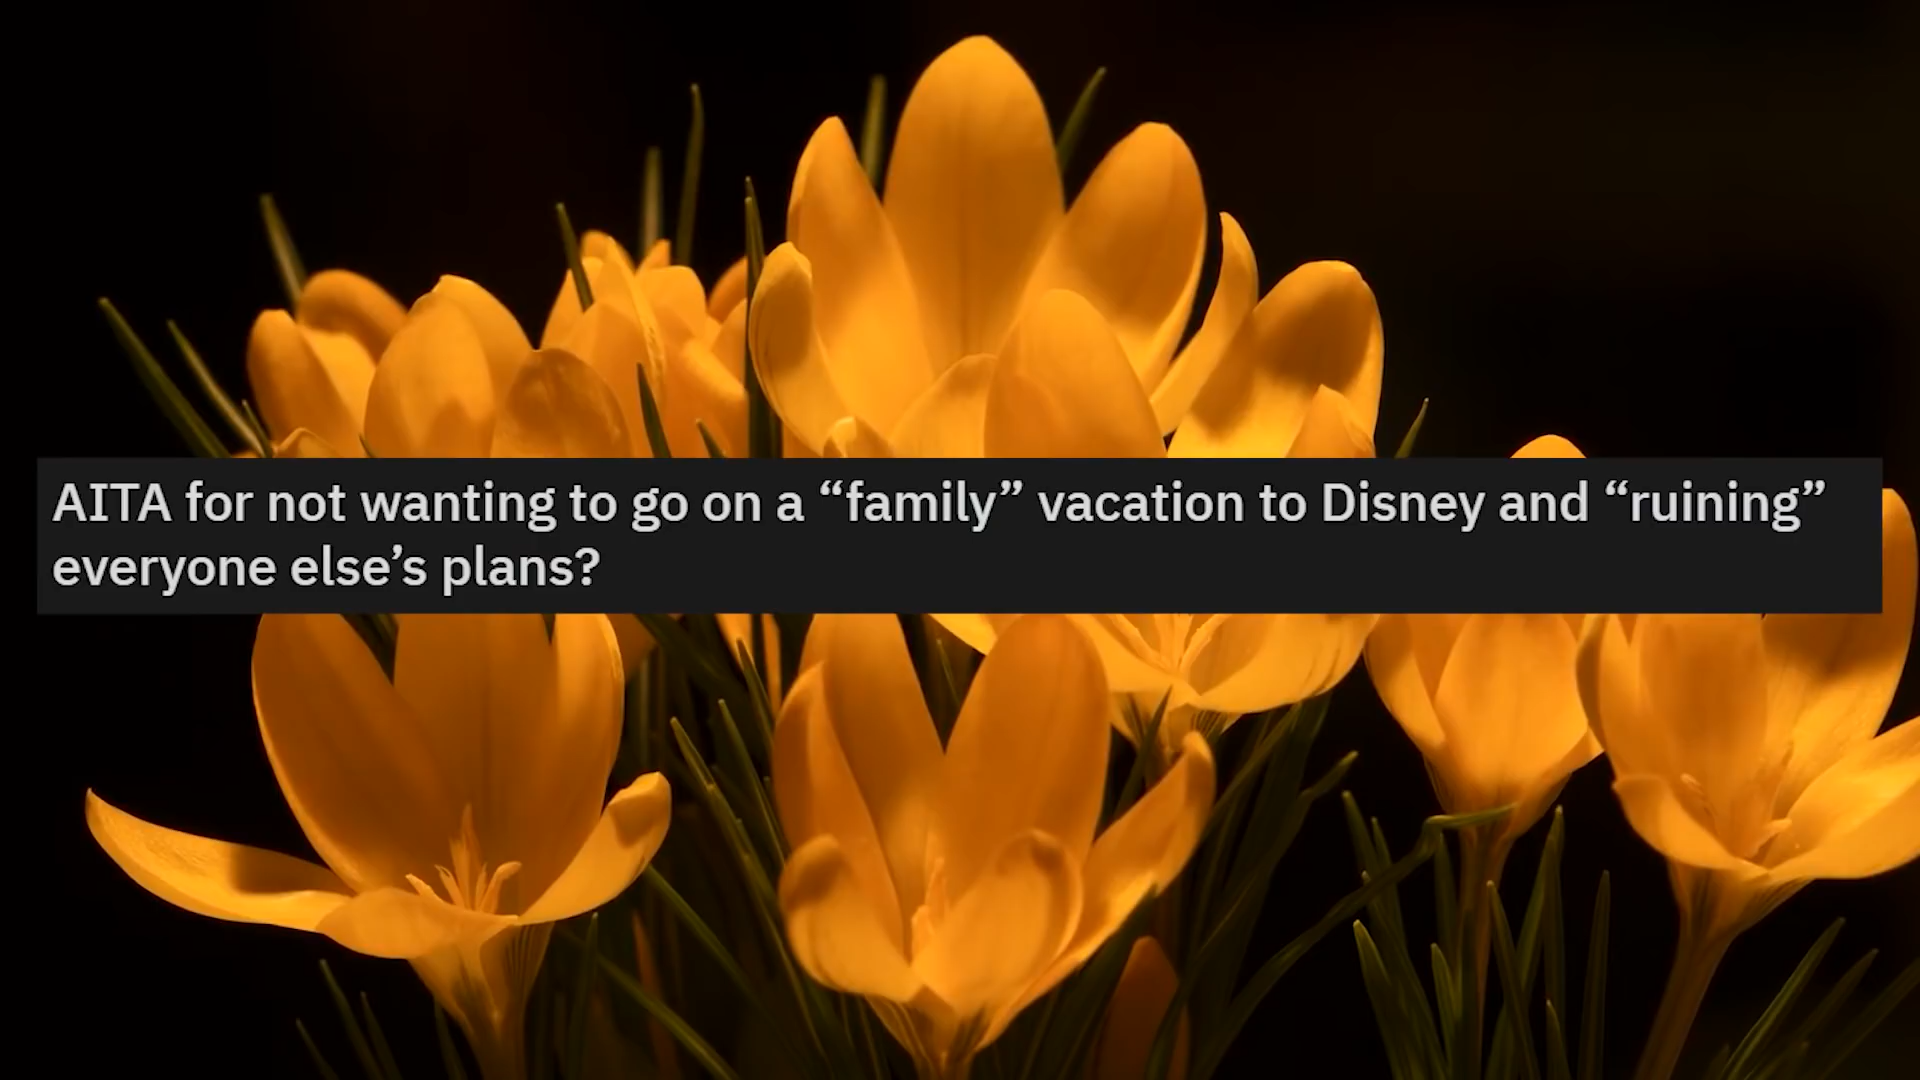 AITA for not wanting to go on a “family” vacation to Disney and “ruining”
everyone else’s plans?